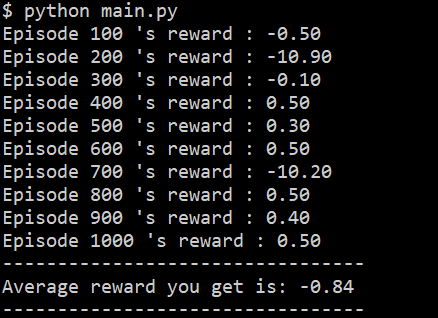 $ python main.py
Episode 100 's reward : -0.50
Episode 200 's reward : -10.90
Episode 300 's reward : -0.10
Episode 400 's reward : 0.50
Episode 500 's reward : 0.30
Episode 600 's reward : 0.50
Episode 700 's reward : -10.20
Episode 800 's reward : 0.50
Episode 900 's reward : 0.40
Episode 1000 's reward : 0.50
---------------------------------
Average reward you get is: -0.84
---------------------------------